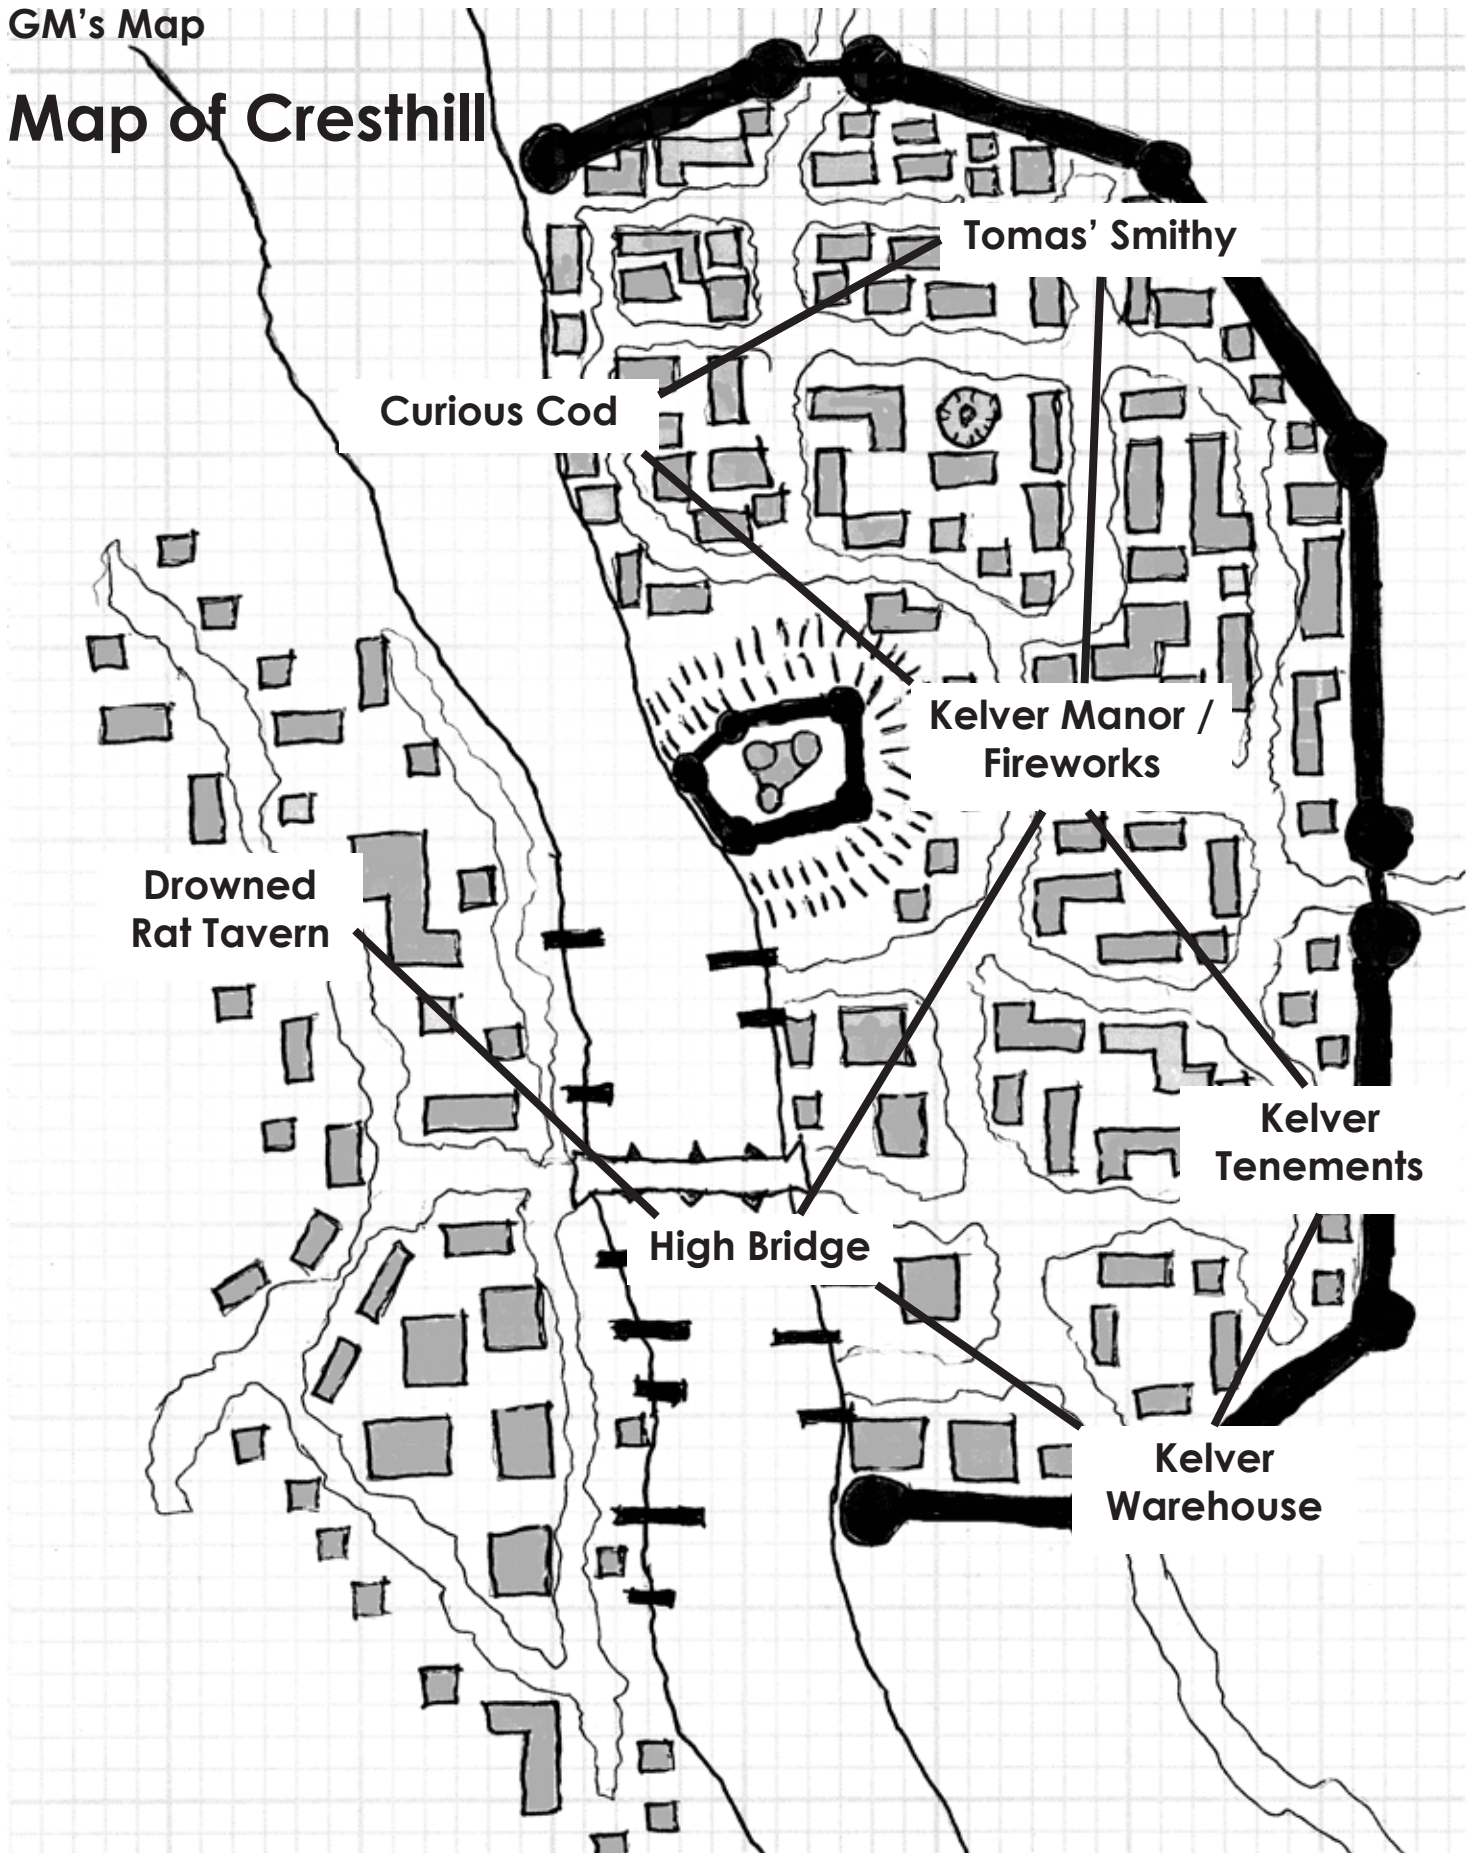 GM’s Map
Map of Cresthill
Tomas’ Smithy
Curious Cod
Kelver Manor /
Fireworks
Drowned
Rat Tavern
Kelver
Tenements
High Bridge
Kelver
Warehouse